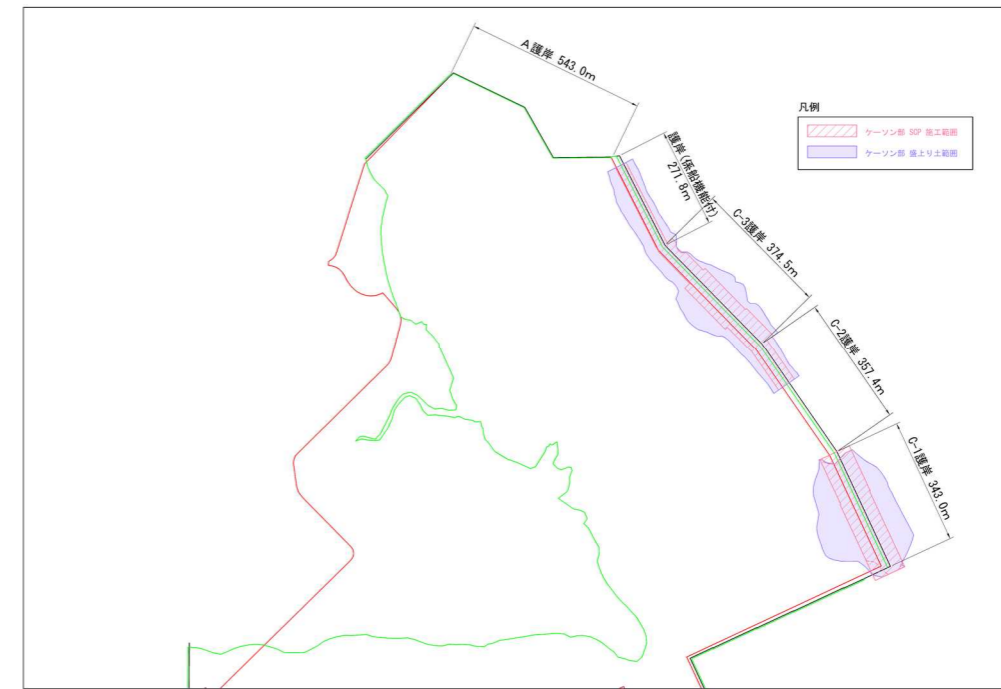 A護岸 543.0m
凡例
護岸(係船機能付)
271.8m
ケーソン部 SCP 施工範囲
ケーソン部 盛上り土範囲
C-3護岸 374.5m
C-2護岸 357.4m
C-1護岸 343.0m